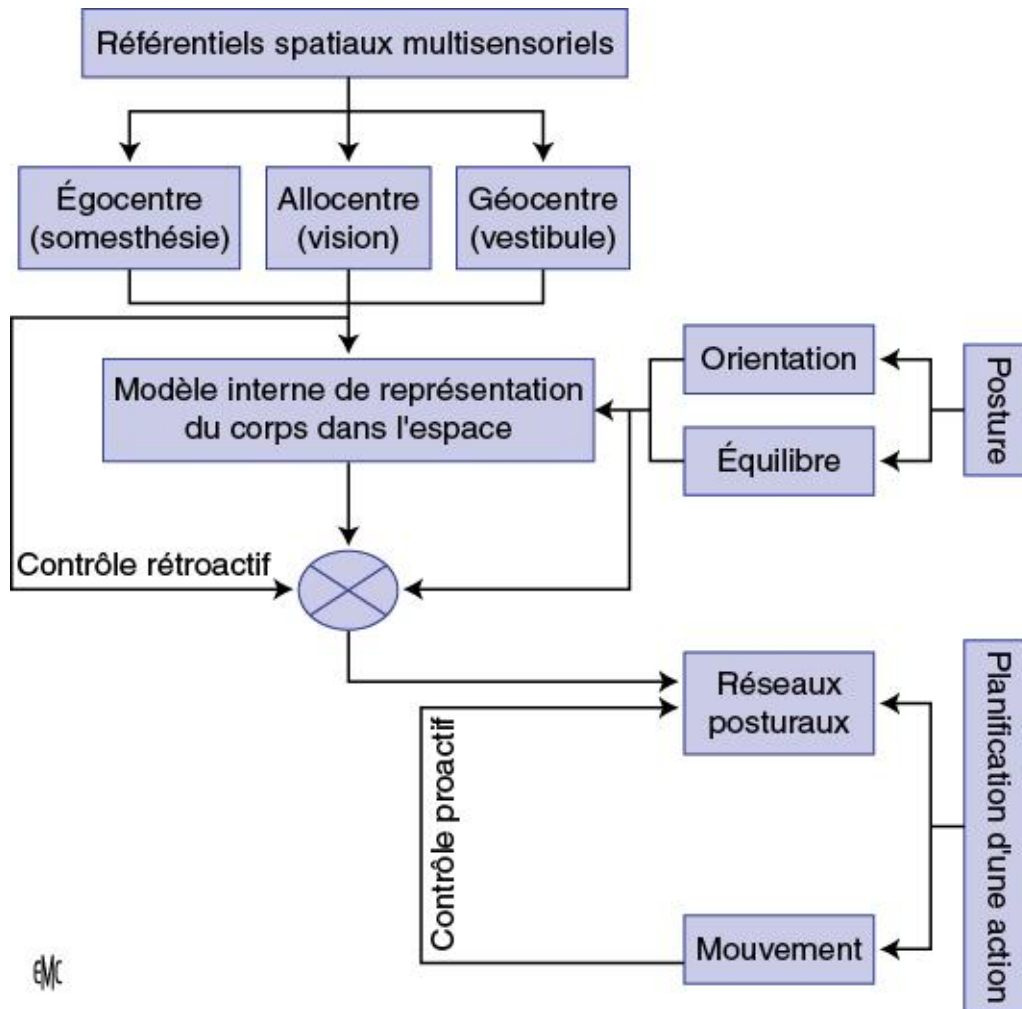 Référentiels spatiaux multisensoriels
Égocentre
(somesthésie)
Allocentre
(vision)
Géocentre
(vestibule)
Modèle interne de représentation
du corps dans l'espace
Orientation
Équilibre
Posture
Contrôle rétroactif
Réseaux
posturaux
Contrôle proactif
Mouvement
Planification d'une action
EMC